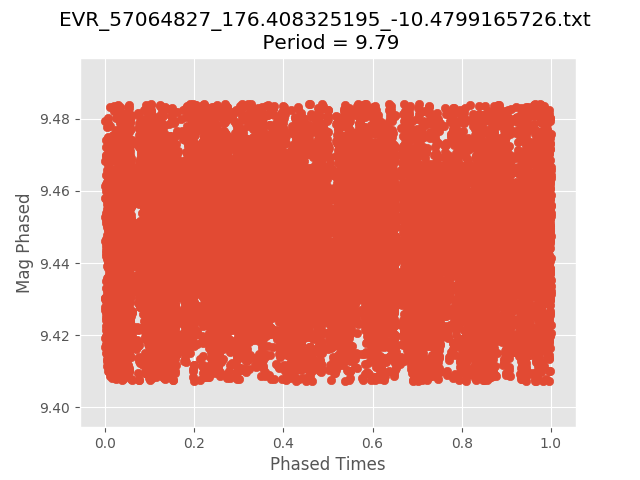 EVR_57064827_176.408325195_-10.4799165726.txt
Period = 9.79
9.48
9.46
9.44
9.42
9.40
Mag Phased
0.0 0.2 0.4 0.6 0.8 1.0
Phased Times